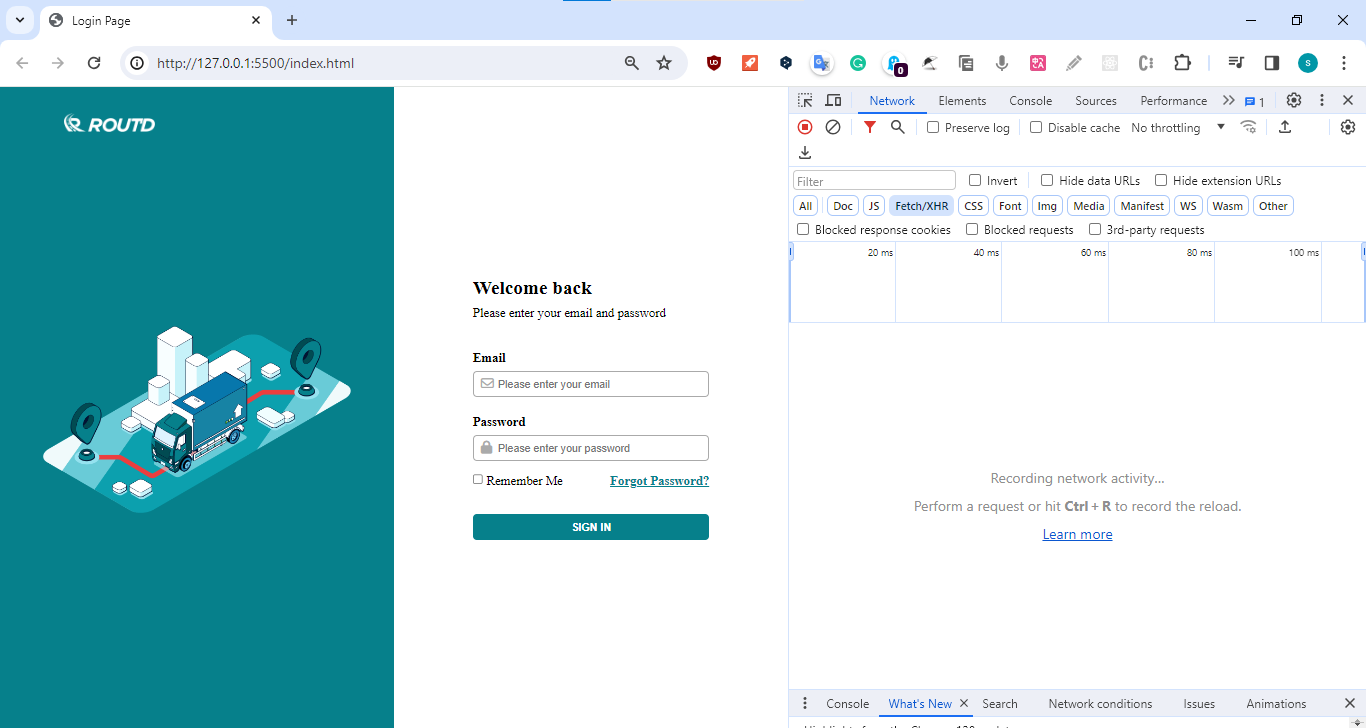 Login Page
http://127.0.0.1:5500/index.html
0
S
ROUTD
Welcome back
Please enter your email and password
Email
Please enter your email
Password
Please enter your password
Remember Me Forgot Password?
SIGN IN
Network Elements Console Sources Performance 1
Preserve log Disable cache No throttling
Filter Invert Hide data URLs Hide extension URLs
All Doc JS Fetch/XHR CSS Font Img Media Manifest WS Wasm Other
Blocked response cookies Blocked requests 3rd-party requests
20 ms 40 ms 60 ms 80 ms 100 ms
Recording network activity...
Perform a request or hit Ctrl + R to record the reload.
Learn more
Console What's New Search Network conditions Issues Animations